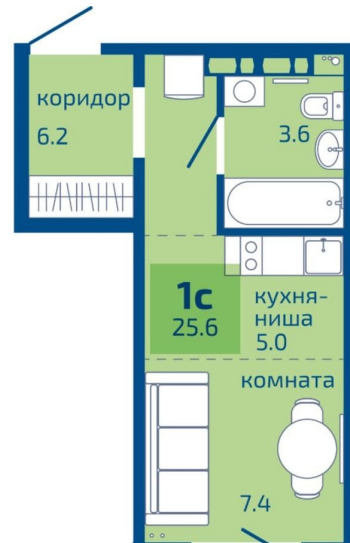 коридор
6.2
3.6
1с
25.6
кухня-
ниша
5.0
комната
7.4